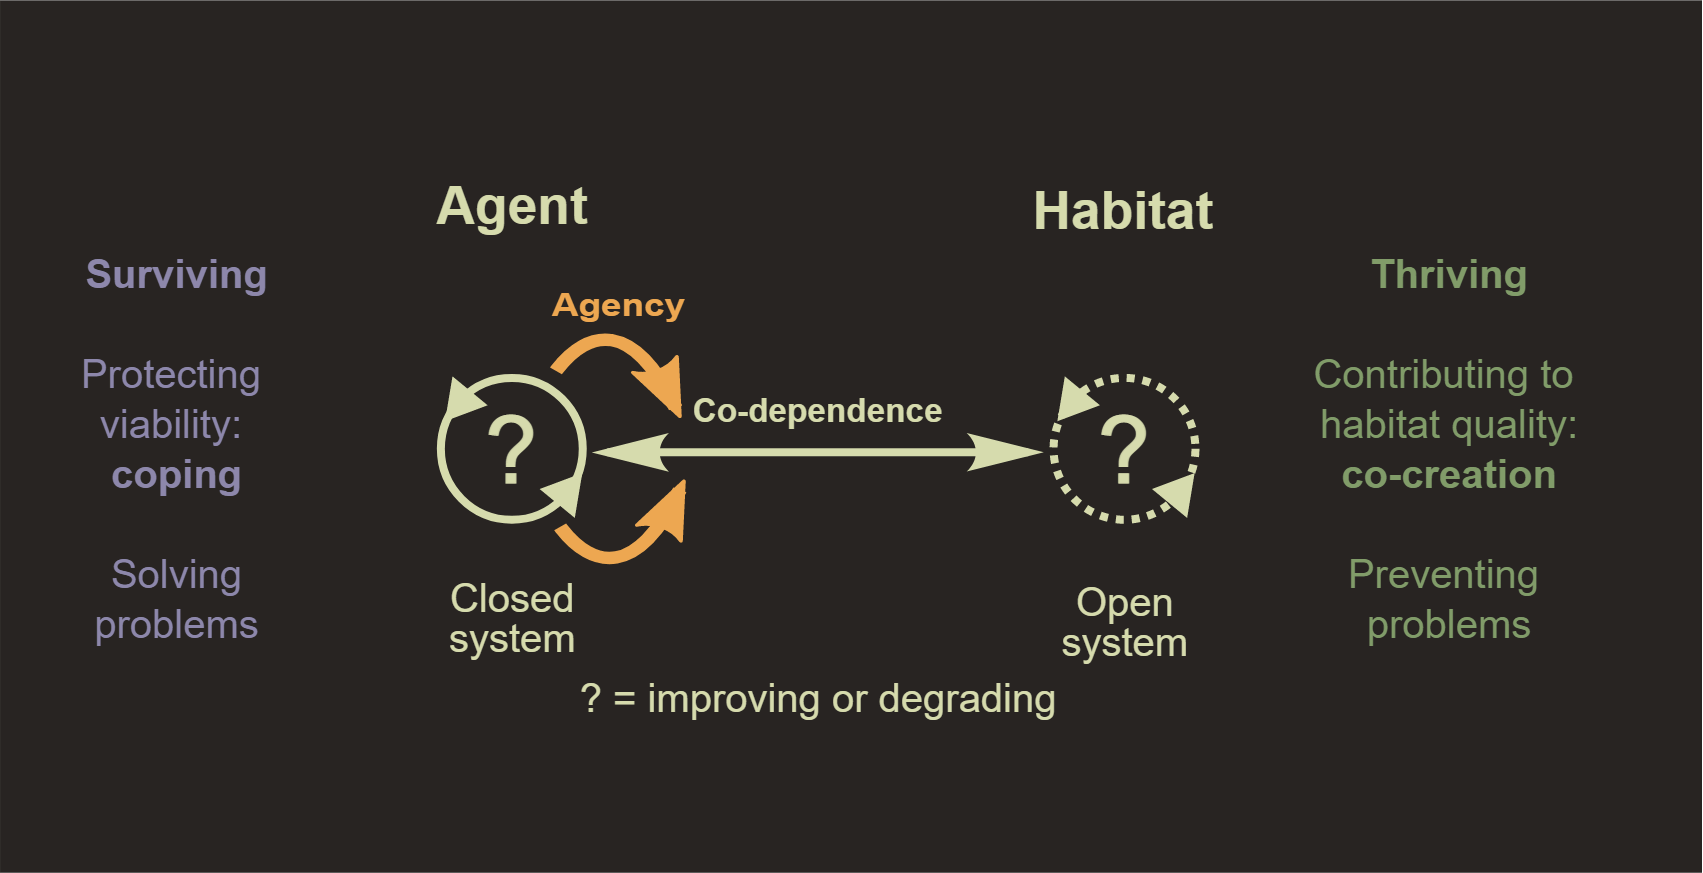 Agent
Habitat
Surviving
Thriving
Agency
Protecting
viability:
coping
Contributing to
habitat quality:
co-creation
?
Co-dependence
?
Solving
problems
Closed
system
Open
system
Preventing
problems
? = improving or degrading